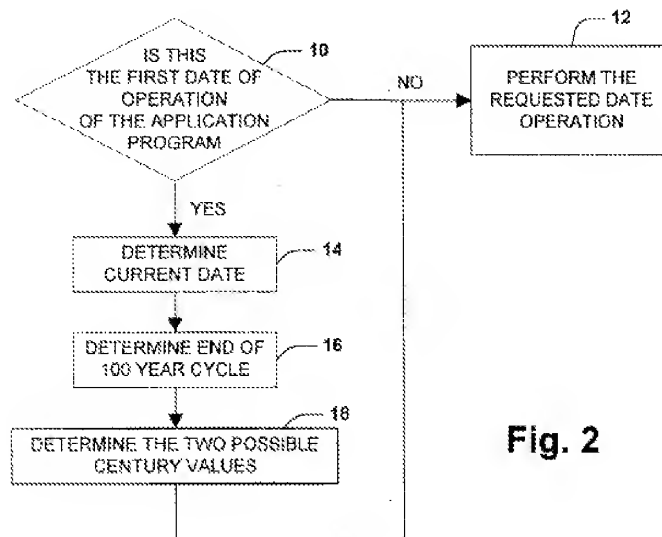 10
IS THIS
THE FIRST DATE OF
OPERATION
OF THE APPLICATION
PROGRAM
NO
12
PERFORM THE
REQUESTED DATE
OPERATION
YES
14
DETERMINE
CURRENT DATE
16
DETERMINE END OF
100 YEAR CYCLE
18
DETERMINE THE TWO POSSIBLE
CENTURY VALUES
Fig. 2